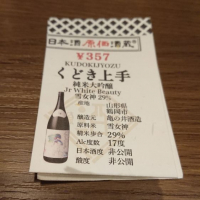 日本酒原価酒蔵
¥357
KUDOKIJYOZU
くどき上手
純米大吟醸
Jr White Beauty
雪女神 29%
産地 山形県
鶴岡市
醸造元 亀の井酒造
原料米 雪女神
精米歩合 29%
Alc度数 17度
日本酒度 非公開
酸度 非公開